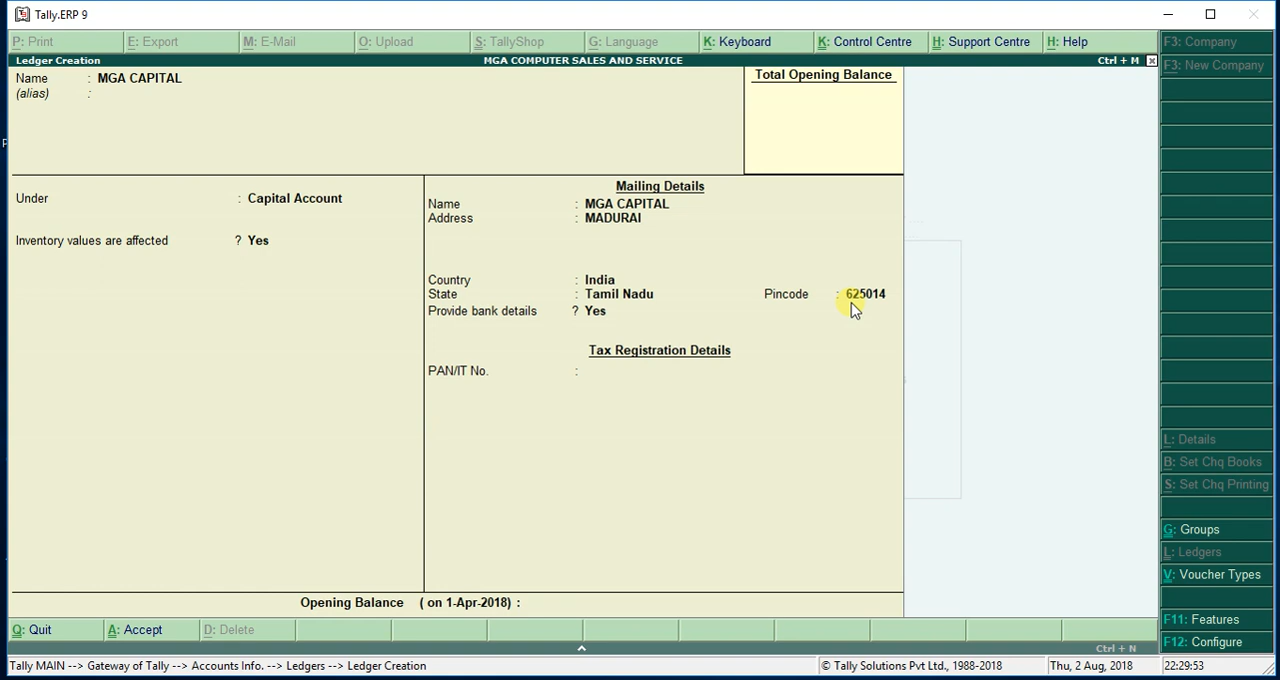 Tally.ERP 9
P: Print E: Export M: E-Mail O: Upload S: TallyShop G: Language K: Keyboard K: Control Centre H: Support Centre H: Help
F3: Company
F3: New Company
Ledger Creation MGA COMPUTER SALES AND SERVICE Ctrl + M
Name : MGA CAPITAL
(alias) :
Total Opening Balance
Under : Capital Account
Inventory values are affected ? Yes
Mailing Details
Name : MGA CAPITAL
Address : MADURAI
Country : India
State : Tamil Nadu Pincode : 625014
Provide bank details ? Yes
Tax Registration Details
PAN/IT No. :
Opening Balance ( on 1-Apr-2018) :
L: Details
B: Set Chq Books
S: Set Chq Printing
G: Groups
L: Ledgers
V: Voucher Types
F11: Features
F12: Configure
Q: Quit A: Accept D: Delete
Ctrl + N
Tally MAIN --> Gateway of Tally --> Accounts Info. --> Ledgers --> Ledger Creation © Tally Solutions Pvt Ltd., 1988-2018 Thu, 2 Aug, 2018 22:29:53